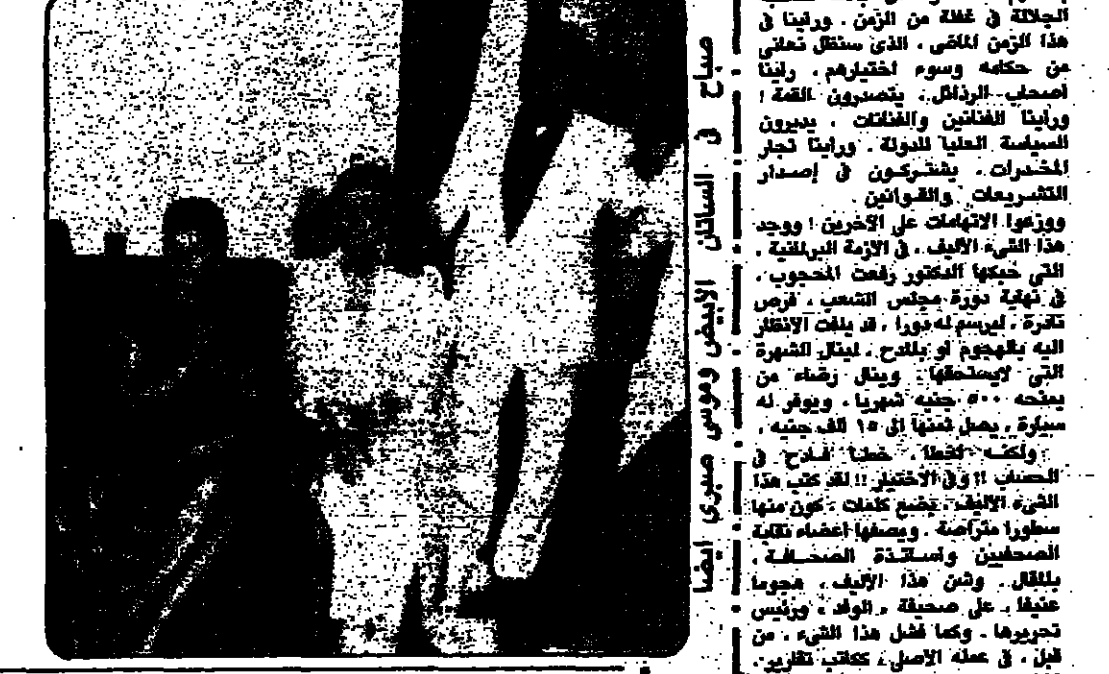 الجلالة في غفلة من الزمن . ورأينا في
هذا الزمن الماضي ، الذي سنظل نعاني
من حكامه وسوء اختيارهم ، رأينا
أصحاب الرذائل ، يتصدرون القمة !
ورأينا الفنانين والفنانات ، يديرون
السياسة العليا للدولة . ورأينا تجار
المخدرات ، يشتركون في إصدار
التشريعات والقوانين .
ووزعوا الاتهامات على الآخرين ! ووجد
هذا الشيء الأليف ، في الأزمة البرلمانية ،
التي حبكها الدكتور رفعت المحجوب ،
في نهاية دورة مجلس الشعب ، فرص
نادرة ، ليرسم له دورا ، قد يلفت الأنظار
إليه بالهجوم أو بالمدح . لينال الشهرة
التي لايستحقها . وينال رضاء من
يمنحه ٥٠٠ جنيه شهريا ، ويوفر له
سيارة ، يصل ثمنها إلى ١٥ ألف جنيه ،
ولكنه أخطأ ، خطأ فادح في
الحساب !! وفي الاختيار !! لقد كتب هذا
الشيء الأليف ، بضع كلمات ، كون منها
سطورا متراصة . ويصفها أعضاء نقابة
الصحفيين وأساتذة الصحافة ،
بالمقال . وشن هذا الأليف ، هجوما
عنيفا ، على صحيفة « الوفد » ورئيس
تحريرها . وكما فشل هذا الشيء ، من
قبل ، في عمله الأصلي ، ككاتب تقارير .
صباح في الساتان الأبيض وموسى صبري أيضا